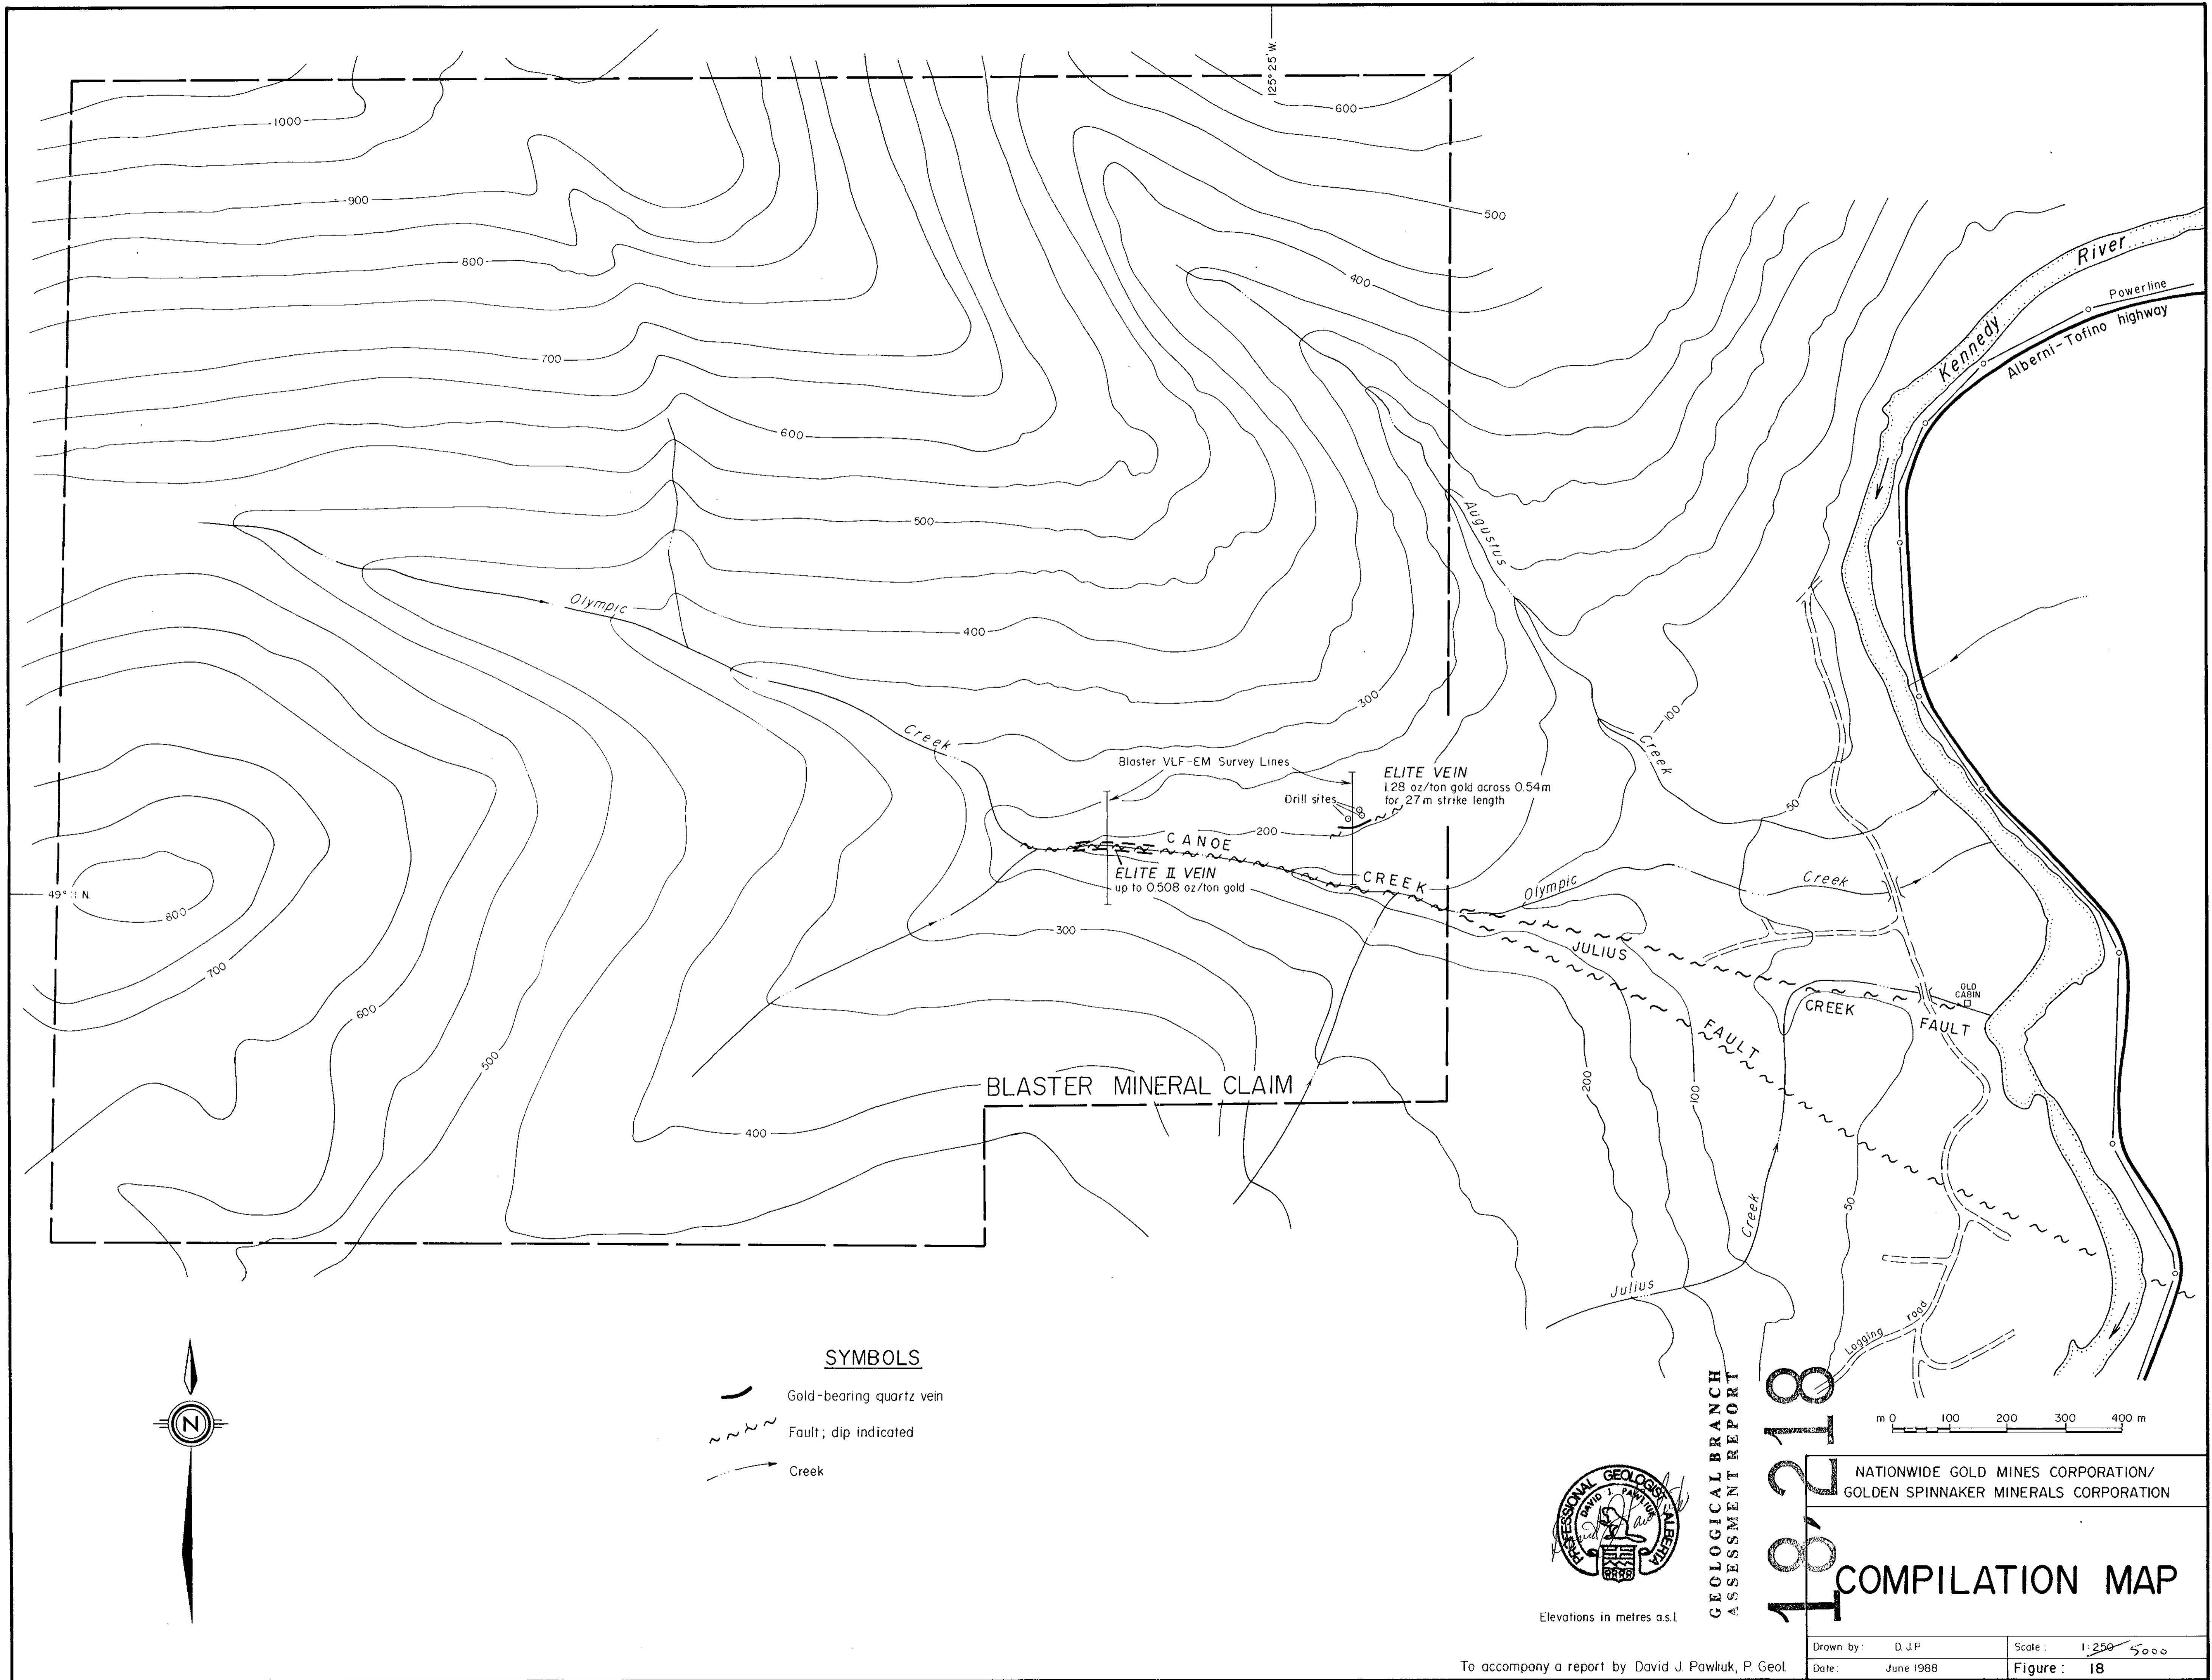 125° 25' W.
1000
600
900
500
800
400
River
Powerline
Kennedy
Alberni-Tofino highway
700
600
500
Augustus
Olympic
400
300
100
Creek
Creek
Blaster VLF-EM Survey Lines
ELITE VEIN
1.28 oz/ton gold across 0.54m
for 27m strike length
Drill sites
50
200
CANOE
CREEK
ELITE II VEIN
up to 0.508 oz/ton gold
Olympic
Creek
N.
800
300
JULIUS
700
OLD
CABIN
CREEK
FAULT
600
FAULT
500
200
100
BLASTER MINERAL CLAIM
400
50
Creek
Julius
Logging road
SYMBOLS
Gold-bearing quartz vein
Fault; dip indicated
Creek
N
m 0 100 200 300 400 m
GEOLOGICAL BRANCH
ASSESSMENT REPORT
18,218
PROFESSIONAL GEOLOGIST ALBERTA
DAVID J. PAWLIUK
Elevations in metres a.s.l.
NATIONWIDE GOLD MINES CORPORATION/
GOLDEN SPINNAKER MINERALS CORPORATION
COMPILATION MAP
Drawn by: D.J.P.
Scale: 1:250 5000
Date: June 1988
Figure: 18
To accompany a report by David J. Pawliuk, P. Geol.